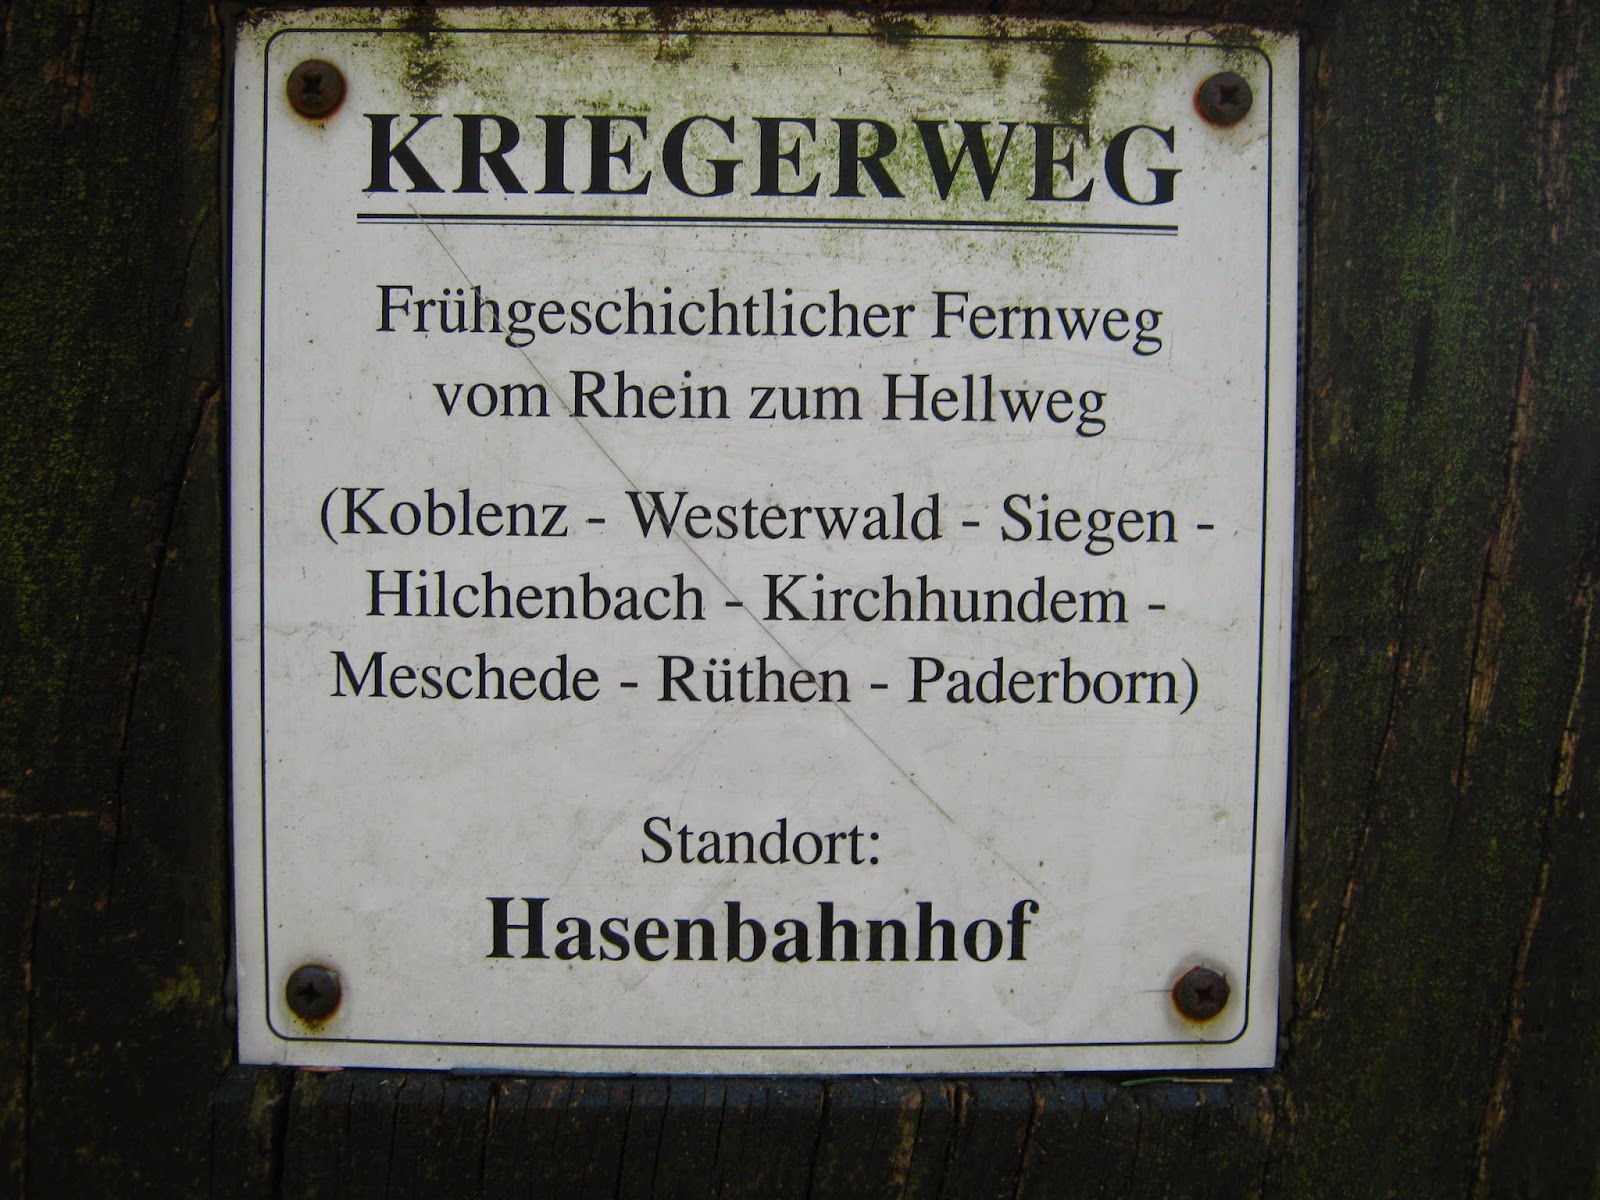 KRIEGERWEG
Frühgeschichtlicher Fernweg
vom Rhein zum Hellweg
(Koblenz - Westerwald - Siegen -
Hilchenbach - Kirchhundem -
Meschede - Rüthen - Paderborn)
Standort:
Hasenbahnhof